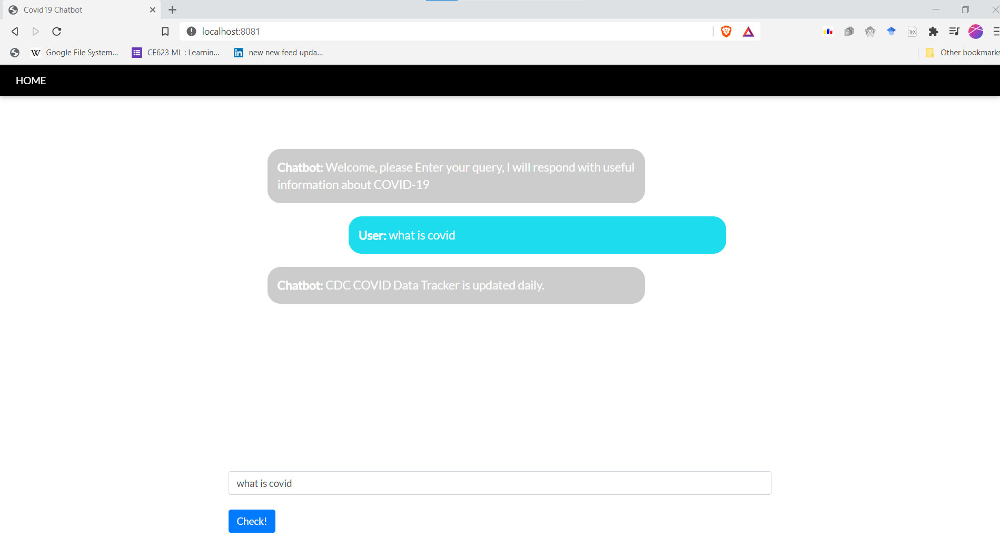 Covid19 Chatbot
localhost:8081
W Google File System... CE623 ML : Learnin... in new new feed upda... Other bookmarks
HOME
Chatbot: Welcome, please Enter your query, I will respond with useful
information about COVID-19
User: what is covid
Chatbot: CDC COVID Data Tracker is updated daily.
what is covid
Check!